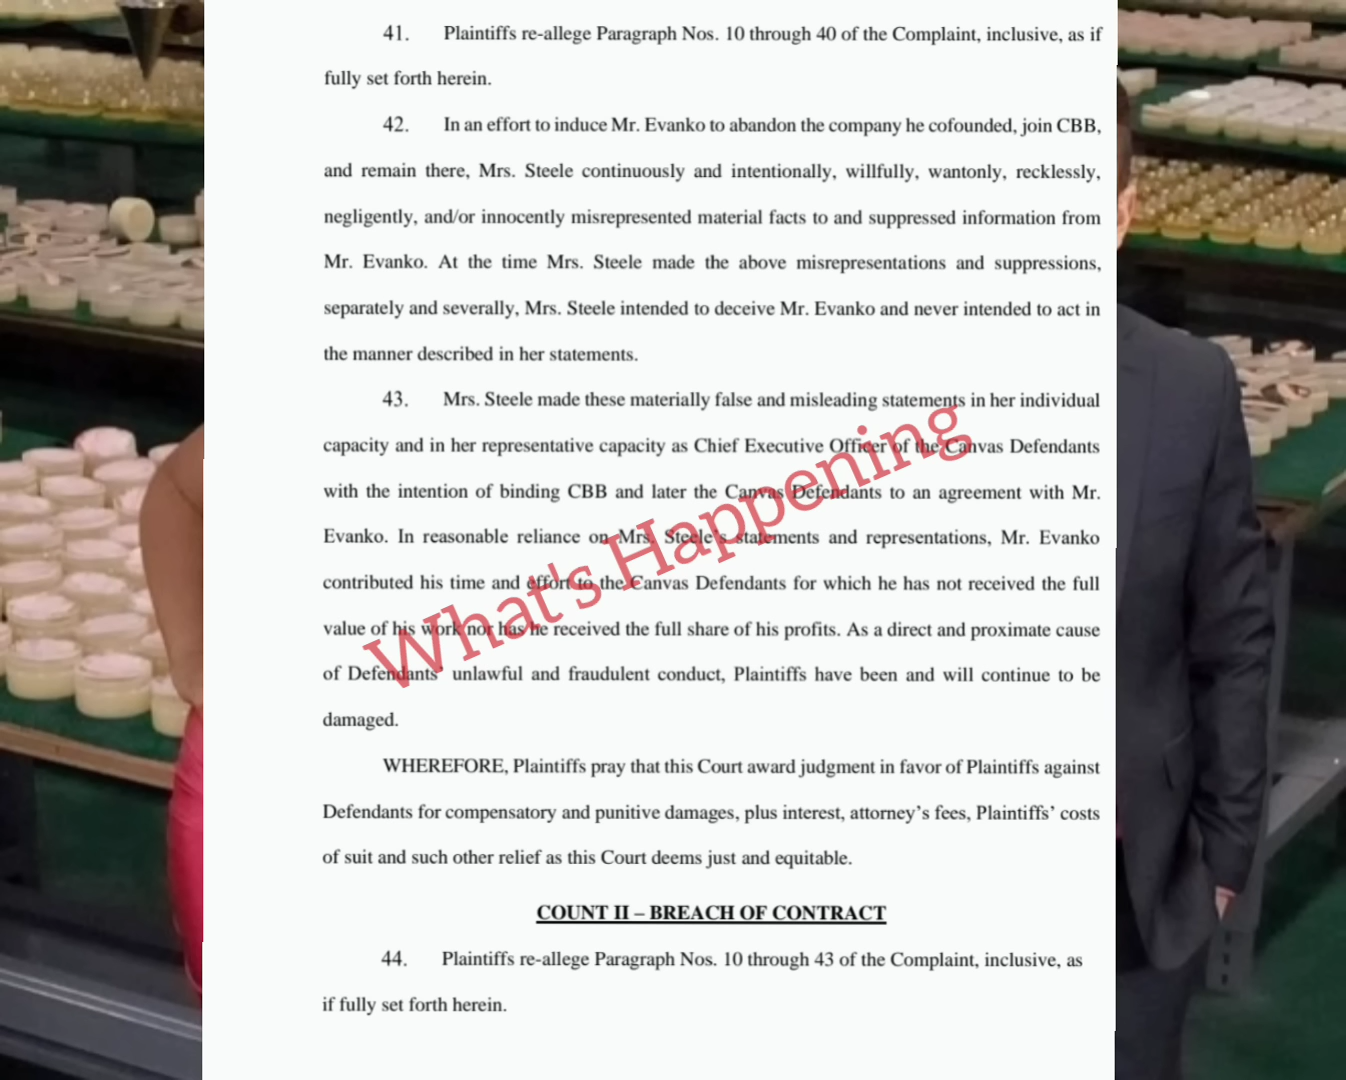 41. Plaintiffs re-allege Paragraph Nos. 10 through 40 of the Complaint, inclusive, as if
fully set forth herein.
42. In an effort to induce Mr. Evanko to abandon the company he cofounded, join CBB,
and remain there, Mrs. Steele continuously and intentionally, willfully, wantonly, recklessly,
negligently, and/or innocently misrepresented material facts to and suppressed information from
Mr. Evanko. At the time Mrs. Steele made the above misrepresentations and suppressions,
separately and severally, Mrs. Steele intended to deceive Mr. Evanko and never intended to act in
the manner described in her statements.
43. Mrs. Steele made these materially false and misleading statements in her individual
capacity and in her representative capacity as Chief Executive Officer of the Canvas Defendants
with the intention of binding CBB and later the Canvas Defendants to an agreement with Mr.
Evanko. In reasonable reliance on Mrs. Steele's statements and representations, Mr. Evanko
contributed his time and effort to the Canvas Defendants for which he has not received the full
value of his work nor has he received the full share of his profits. As a direct and proximate cause
of Defendants' unlawful and fraudulent conduct, Plaintiffs have been and will continue to be
damaged.
WHEREFORE, Plaintiffs pray that this Court award judgment in favor of Plaintiffs against
Defendants for compensatory and punitive damages, plus interest, attorney's fees, Plaintiffs' costs
of suit and such other relief as this Court deems just and equitable.
COUNT II – BREACH OF CONTRACT
44. Plaintiffs re-allege Paragraph Nos. 10 through 43 of the Complaint, inclusive, as
if fully set forth herein.
What's Happening